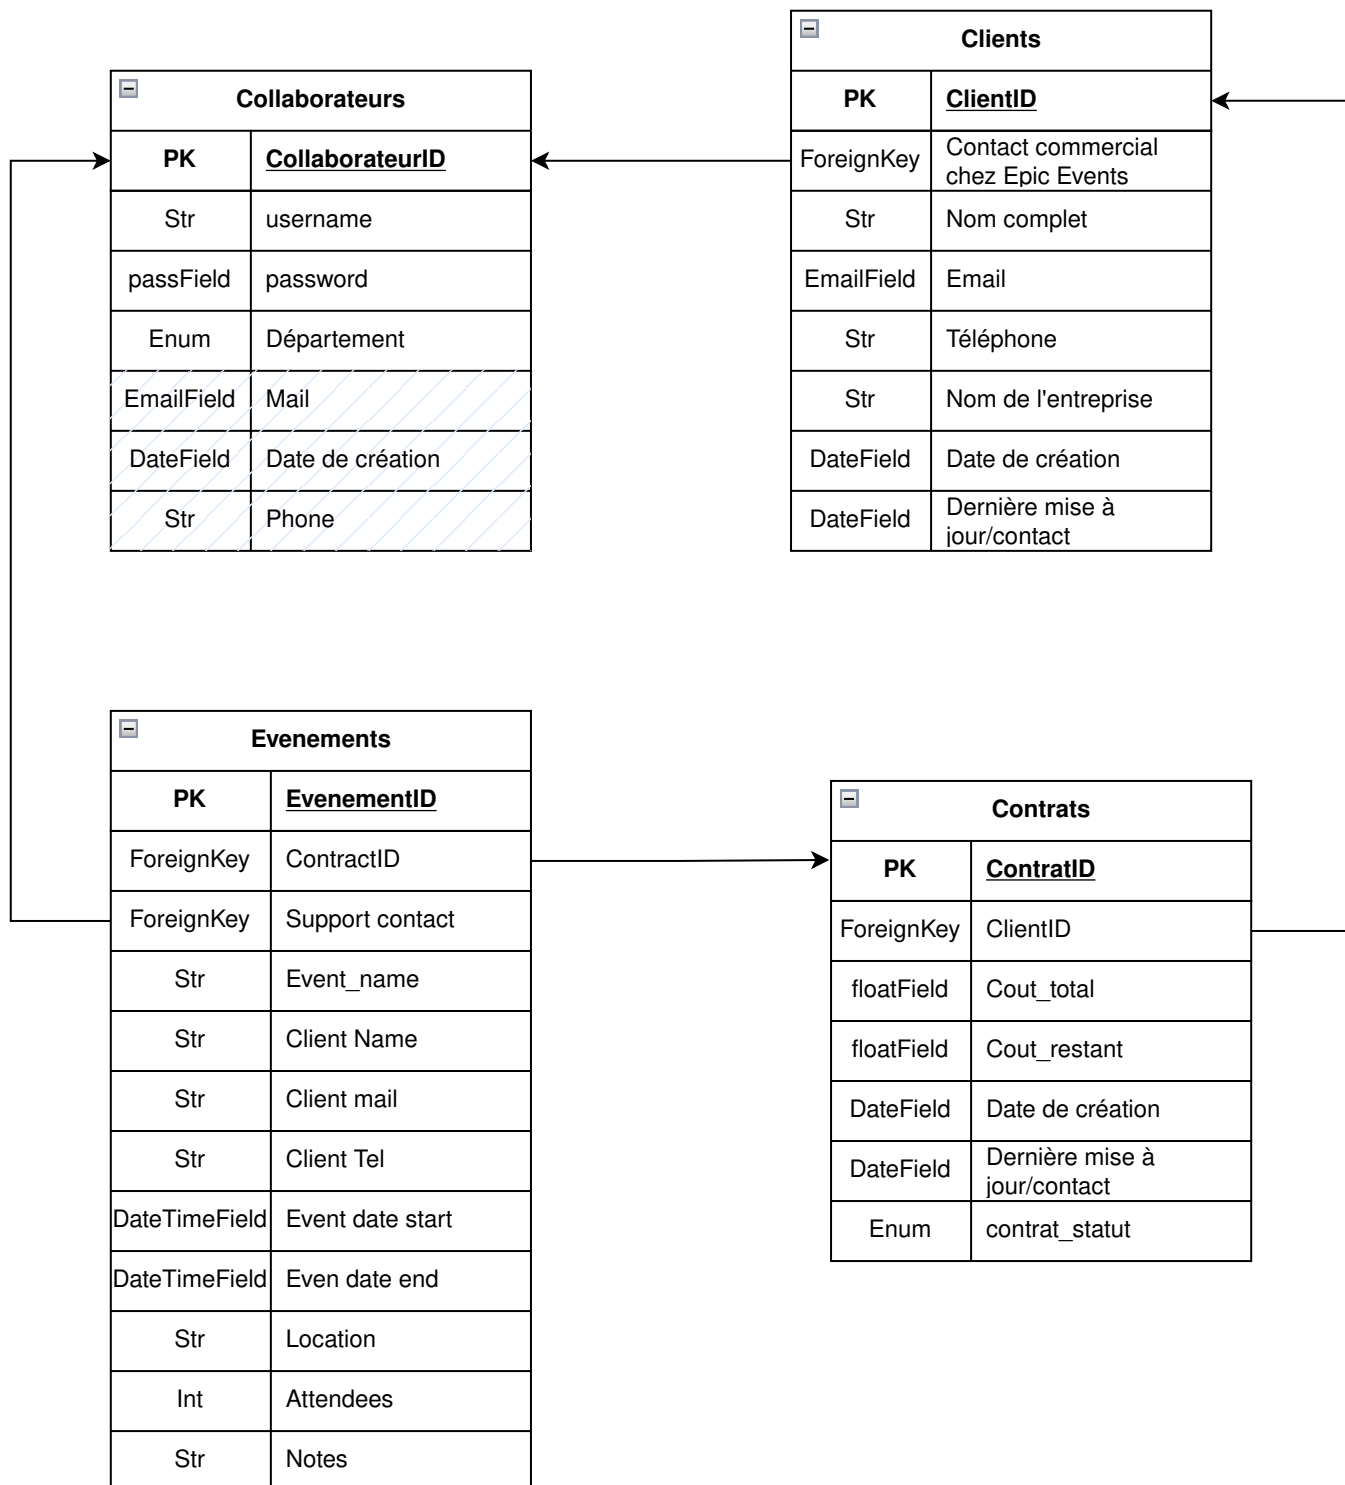 Clients
PK ClientID
ForeignKey Contact commercial
chez Epic Events
Str Nom complet
EmailField Email
Str Téléphone
Str Nom de l'entreprise
DateField Date de création
DateField Dernière mise à
jour/contact
Collaborateurs
PK CollaborateurID
Str username
passField password
Enum Département
EmailField Mail
DateField Date de création
Str Phone
Evenements
PK EvenementID
ForeignKey ContractID
ForeignKey Support contact
Str Event_name
Str Client Name
Str Client mail
Str Client Tel
DateTimeField Event date start
DateTimeField Even date end
Str Location
Int Attendees
Str Notes
Contrats
PK ContratID
ForeignKey ClientID
floatField Cout_total
floatField Cout_restant
DateField Date de création
DateField Dernière mise à
jour/contact
Enum contrat_statut